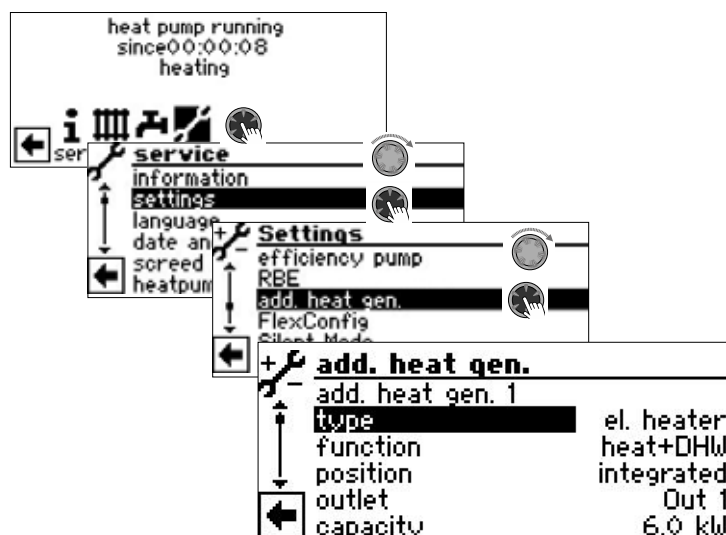 heat pump running
since00:00:08
heating
ser
service
information
settings
language
date an
screed
heatpum
Settings
efficiency pump
RBE
add. heat gen.
FlexConfig
Silent Mode
add. heat gen.
add. heat gen. 1
type el. heater
function heat+DHW
position integrated
outlet Out 1
capacity 6.0 kW